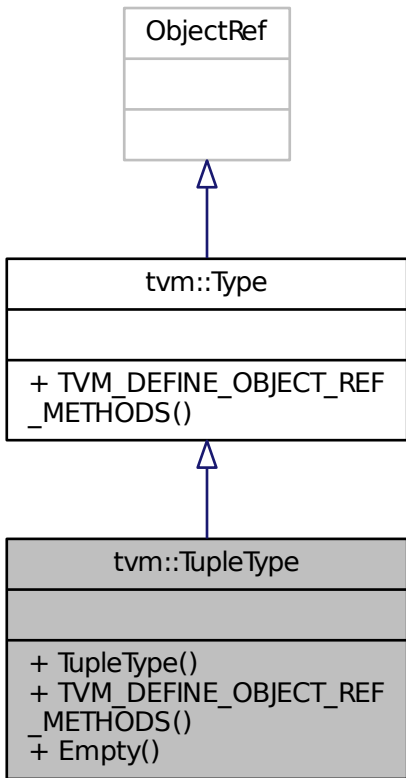 ObjectRef
tvm::Type
+ TVM_DEFINE_OBJECT_REF
_METHODS()
tvm::TupleType
+ TupleType()
+ TVM_DEFINE_OBJECT_REF
_METHODS()
+ Empty()